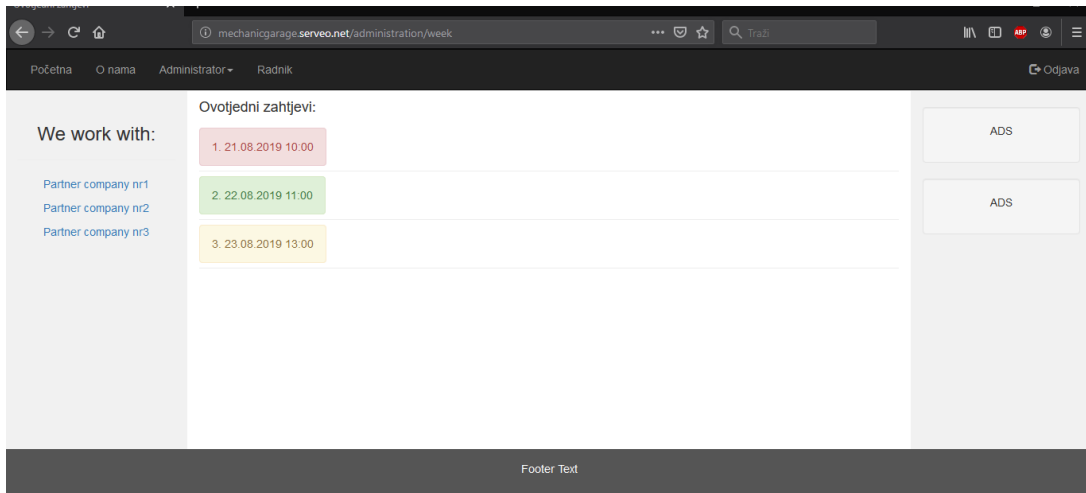 Ovotjedni zahtjevi
mechanicgarage.serveo.net/administration/week
Traži
ABP
Početna O nama Administrator Radnik Odjava
We work with:
Partner company nr1
Partner company nr2
Partner company nr3
Ovotjedni zahtjevi:
1. 21.08.2019 10:00
2. 22.08.2019 11:00
3. 23.08.2019 13:00
ADS
ADS
Footer Text